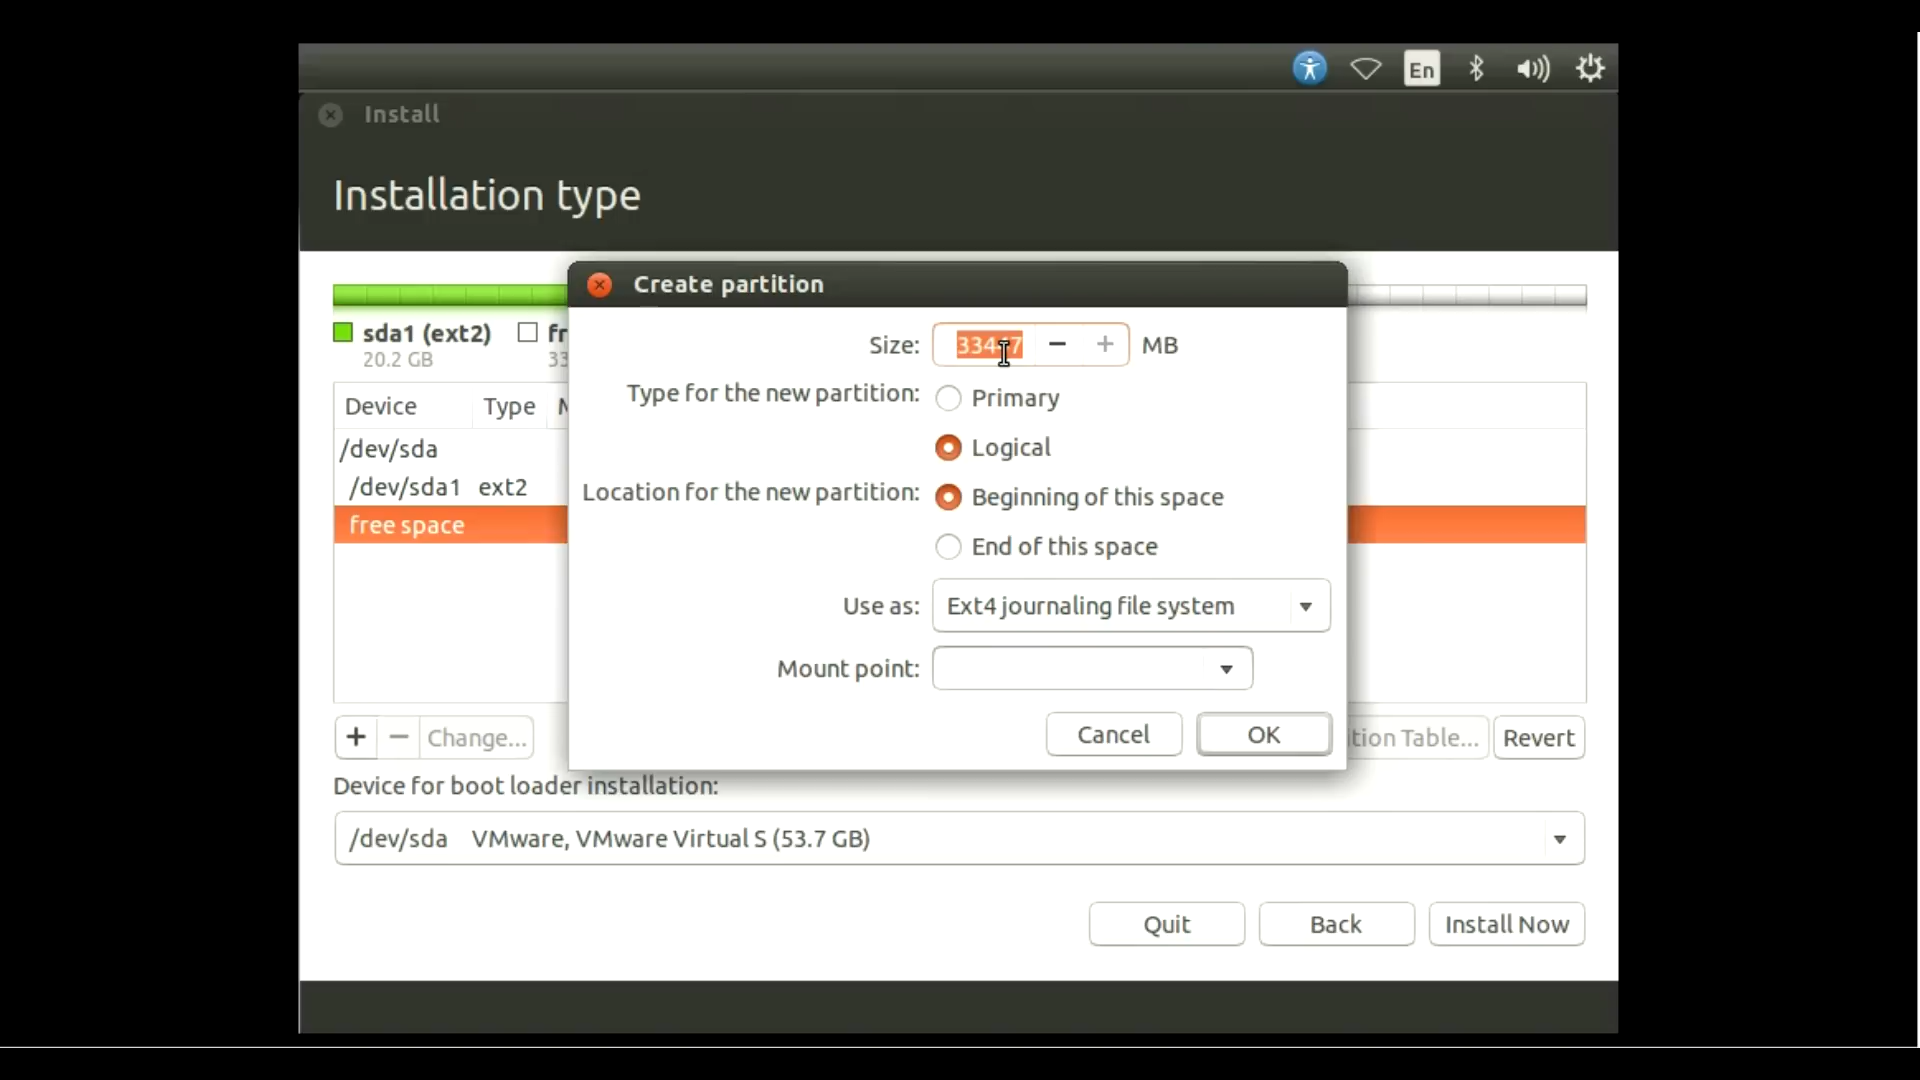 En
Install
Installation type
Create partition
Size: MB
Type for the new partition: Primary
Logical
Location for the new partition: Beginning of this space
End of this space
Use as: Ext4 journaling file system
Mount point:
Cancel OK
sda1 (ext2)
20.2 GB
Device Type
/dev/sda
/dev/sda1 ext2
free space
+ − Change... Table... Revert
Device for boot loader installation:
/dev/sda VMware, VMware Virtual S (53.7 GB)
Quit Back Install Now